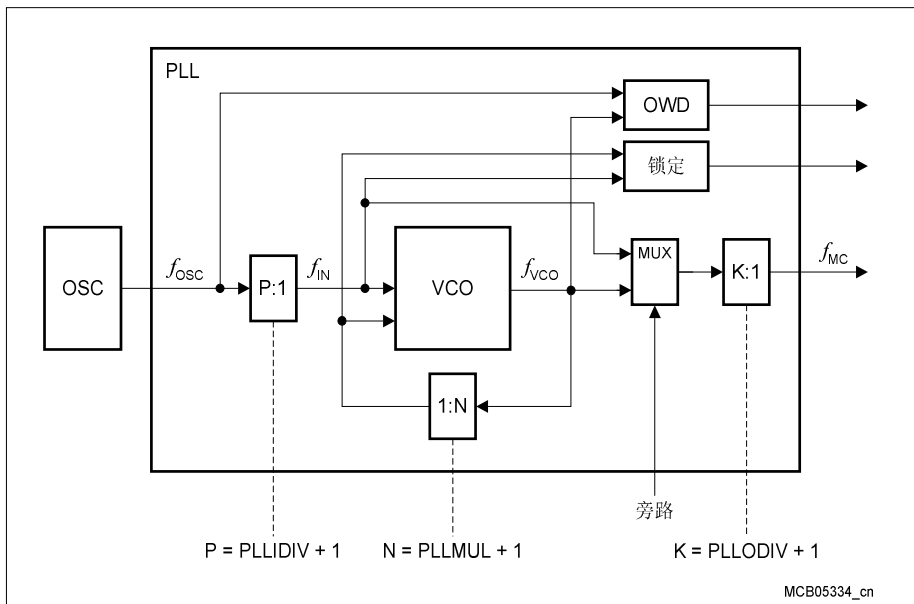 PLL
OWD
锁定
OSC
fOSC
P:1
fIN
VCO
fVCO
MUX
K:1
fMC
1:N
旁路
P = PLLIDIV + 1
N = PLLMUL + 1
K = PLLODIV + 1
MCB05334_cn